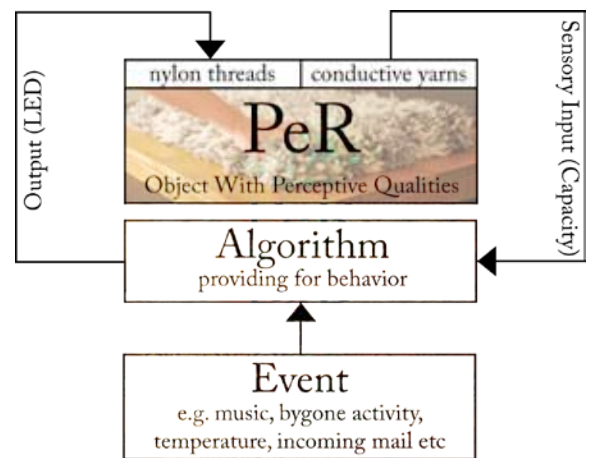 nylon threads
conductive yarns
PeR
Object With Perceptive Qualities
Output (LED)
Sensory Input (Capacity)
Algorithm
providing for behavior
Event
e.g. music, bygone activity,
temperature, incoming mail etc